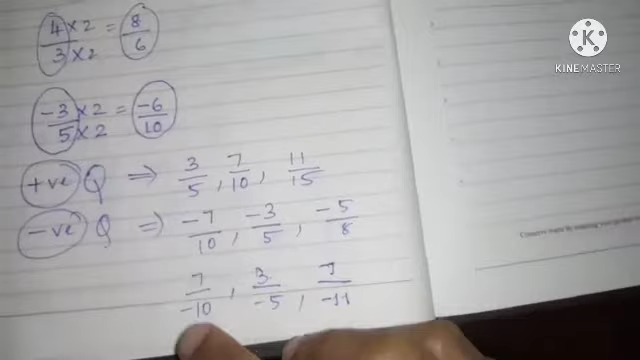 4 × 2 / 3 × 2 = 8 / 6
-3 × 2 / 5 × 2 = -6 / 10
+ve Q ⇒ 3/5, 7/10, 11/15
-ve Q ⇒ -7/10, -3/5, -5/8
7/-10, 3/-5, 7/-11
KINEMASTER